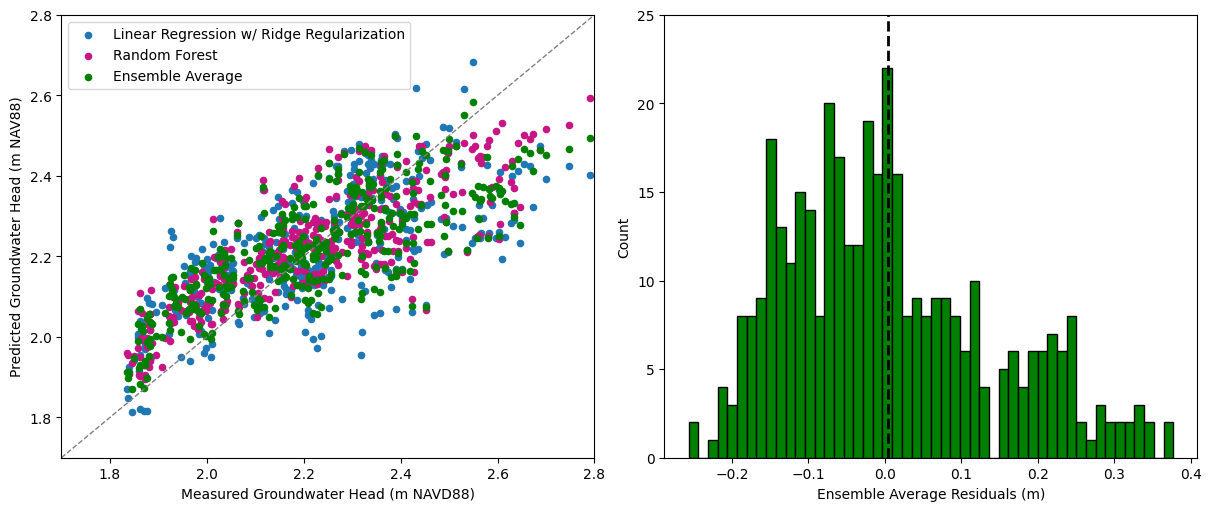 Linear Regression w/ Ridge Regularization
Random Forest
Ensemble Average
Predicted Groundwater Head (m NAV88)
2.8
2.6
2.4
2.2
2.0
1.8
1.8 2.0 2.2 2.4 2.6 2.8
Measured Groundwater Head (m NAVD88)
Count
25
20
15
10
5
0
−0.2 −0.1 0.0 0.1 0.2 0.3 0.4
Ensemble Average Residuals (m)